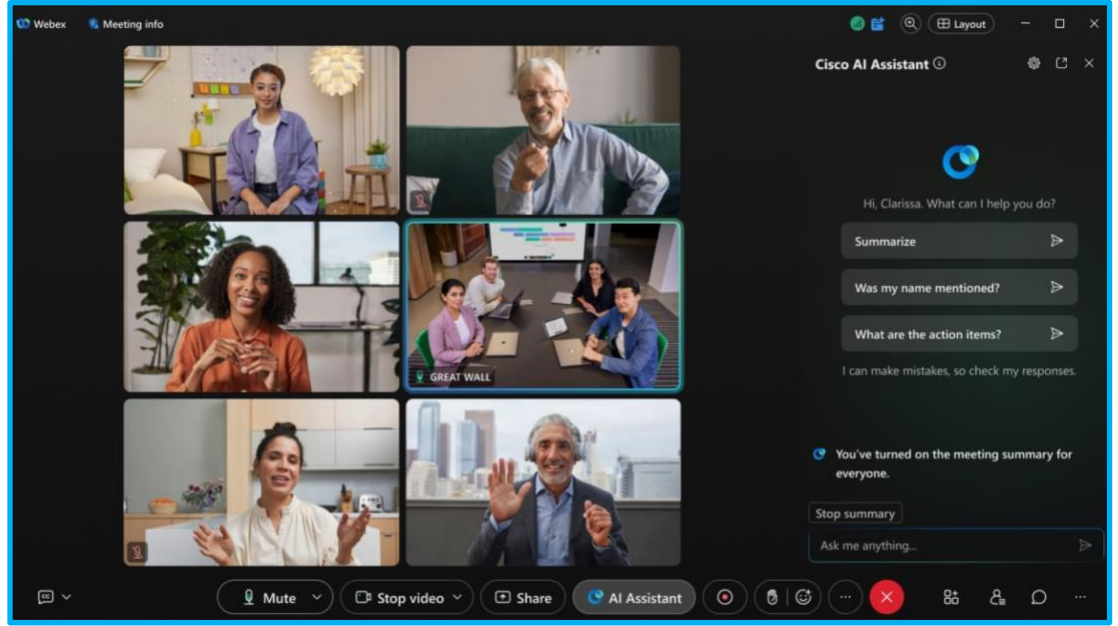 Webex
Meeting info
Layout
Cisco AI Assistant
Hi, Clarissa. What can I help you do?
Summarize
Was my name mentioned?
What are the action items?
I can make mistakes, so check my responses.
GREAT WALL
You've turned on the meeting summary for
everyone.
Stop summary
Ask me anything...
CC
Mute
Stop video
Share
AI Assistant